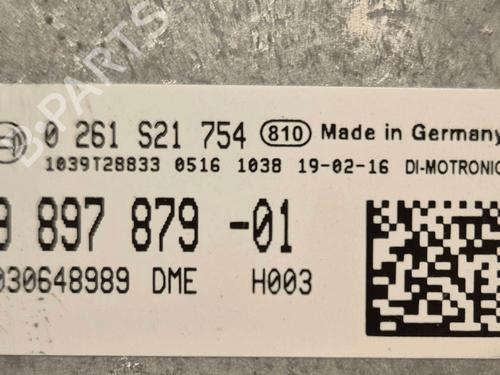 0 261 S21 754 810 Made in Germany
1039T28833 0516 1038 19-02-16 DI-MOTRONIC
9 897 879 -01
030648989 DME H003
B-PARTS